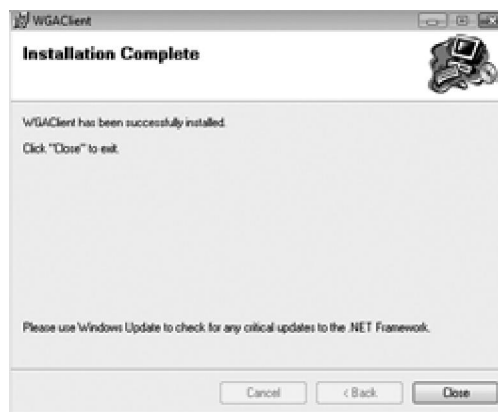 WGAClient
Installation Complete
WGAClient has been successfully installed.
Click "Close" to exit.
Please use Windows Update to check for any critical updates to the .NET Framework.
Cancel
< Back
Close